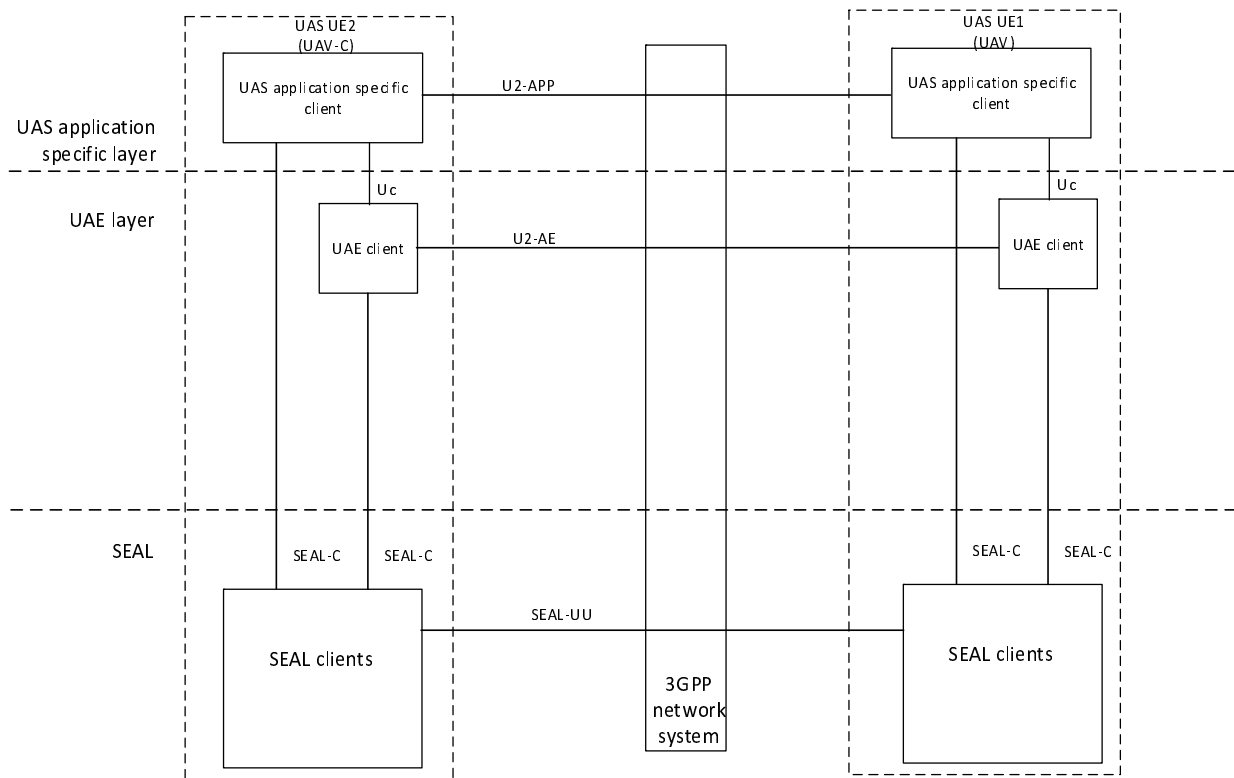 UAS UE2
(UAV-C)
UAS UE1
(UAV)
UAS application specific
client
U2-APP
UAS application specific
client
UAS application
specific layer
Uc
Uc
UAE layer
UAE client
U2-AE
UAE client
SEAL
SEAL-C
SEAL-C
SEAL-C
SEAL-C
SEAL-UU
SEAL clients
SEAL clients
3GPP
network
system